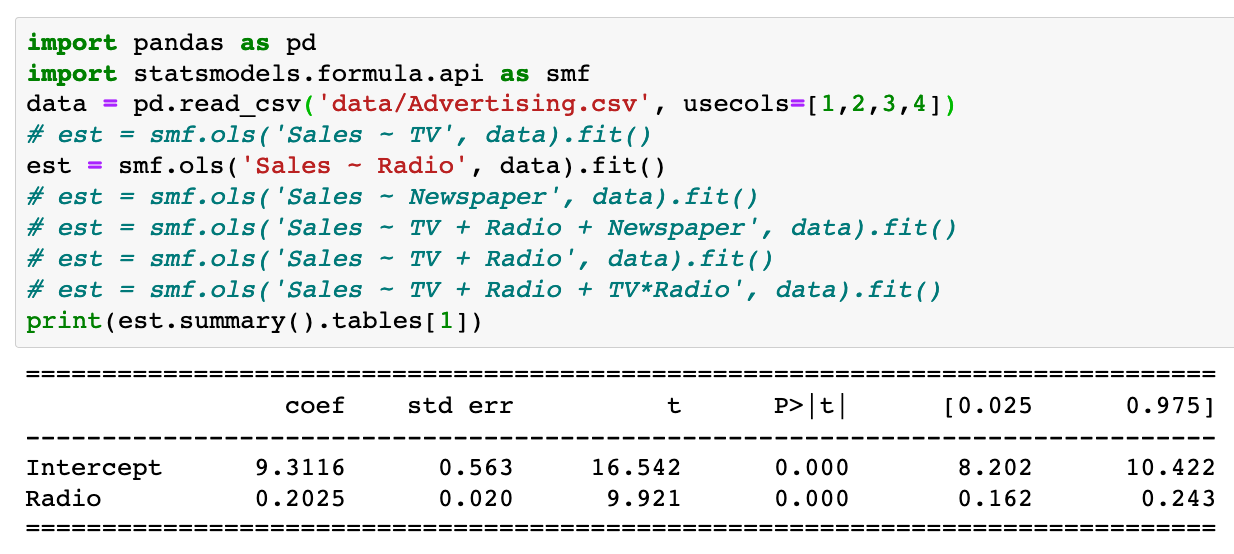 import pandas as pd
import statsmodels.formula.api as smf
data = pd.read_csv('data/Advertising.csv', usecols=[1,2,3,4])
# est = smf.ols('Sales ~ TV', data).fit()
est = smf.ols('Sales ~ Radio', data).fit()
# est = smf.ols('Sales ~ Newspaper', data).fit()
# est = smf.ols('Sales ~ TV + Radio + Newspaper', data).fit()
# est = smf.ols('Sales ~ TV + Radio', data).fit()
# est = smf.ols('Sales ~ TV + Radio + TV*Radio', data).fit()
print(est.summary().tables[1])
==============================================================================
                 coef    std err          t      P>|t|      [0.025      0.975]
------------------------------------------------------------------------------
Intercept      9.3116      0.563     16.542      0.000       8.202      10.422
Radio          0.2025      0.020      9.921      0.000       0.162       0.243
==============================================================================